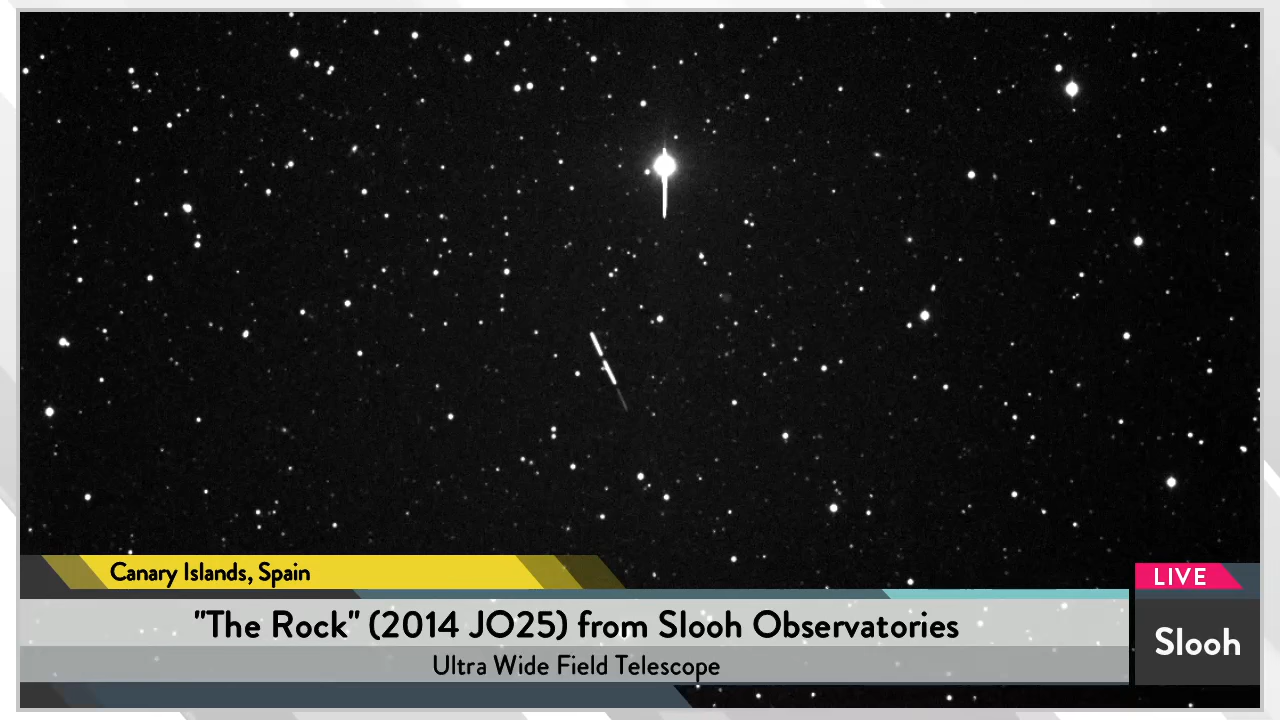 Canary Islands, Spain
LIVE
"The Rock" (2014 JO25) from Slooh Observatories
Slooh
Ultra Wide Field Telescope